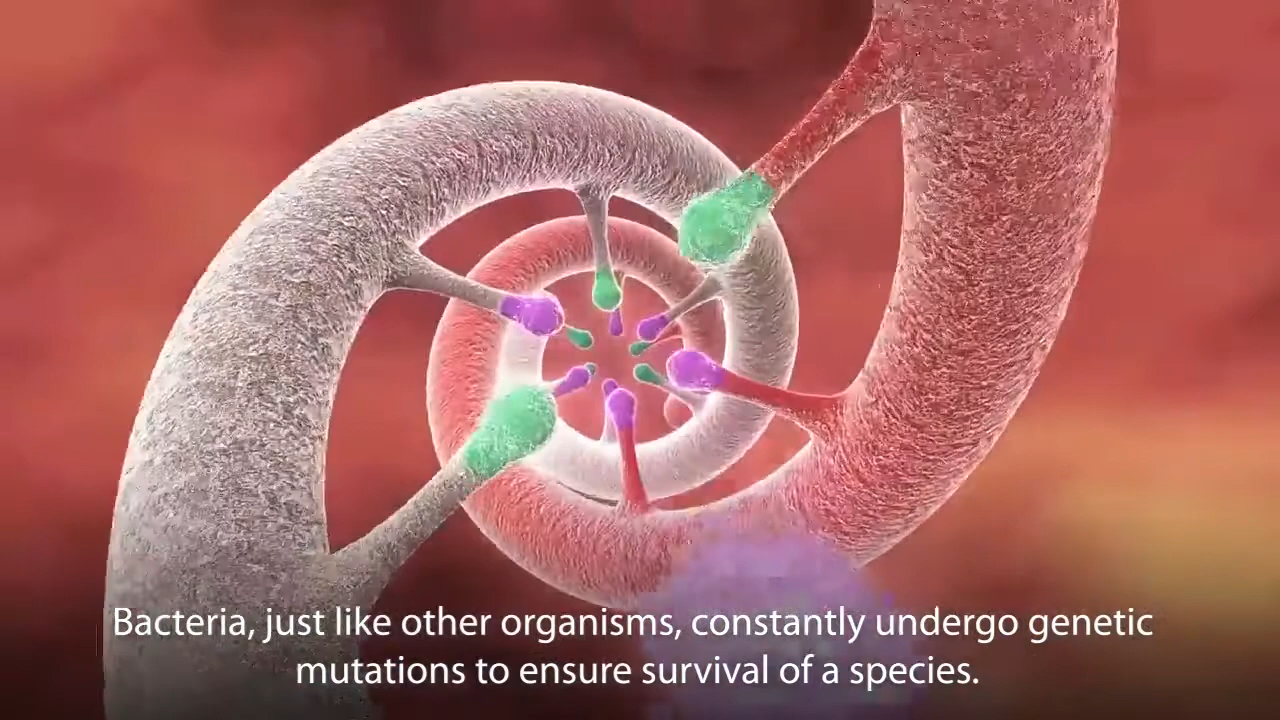 Bacteria, just like other organisms, constantly undergo genetic
mutations to ensure survival of a species.